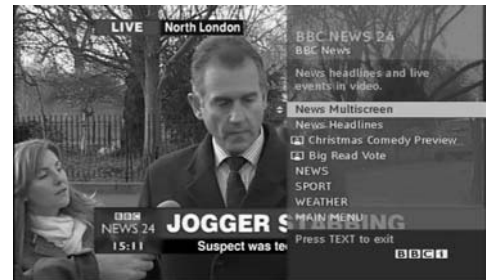 LIVE North London
BBC NEWS 24
BBC News
News headlines and live
events in video.
News Multiscreen
News Headlines
Christmas Comedy Preview
Big Read Vote
NEWS
SPORT
WEATHER
MAIN MENU
Press TEXT to exit
BBCi
BBC
NEWS 24
15:11
JOGGER STABBING
Suspect was